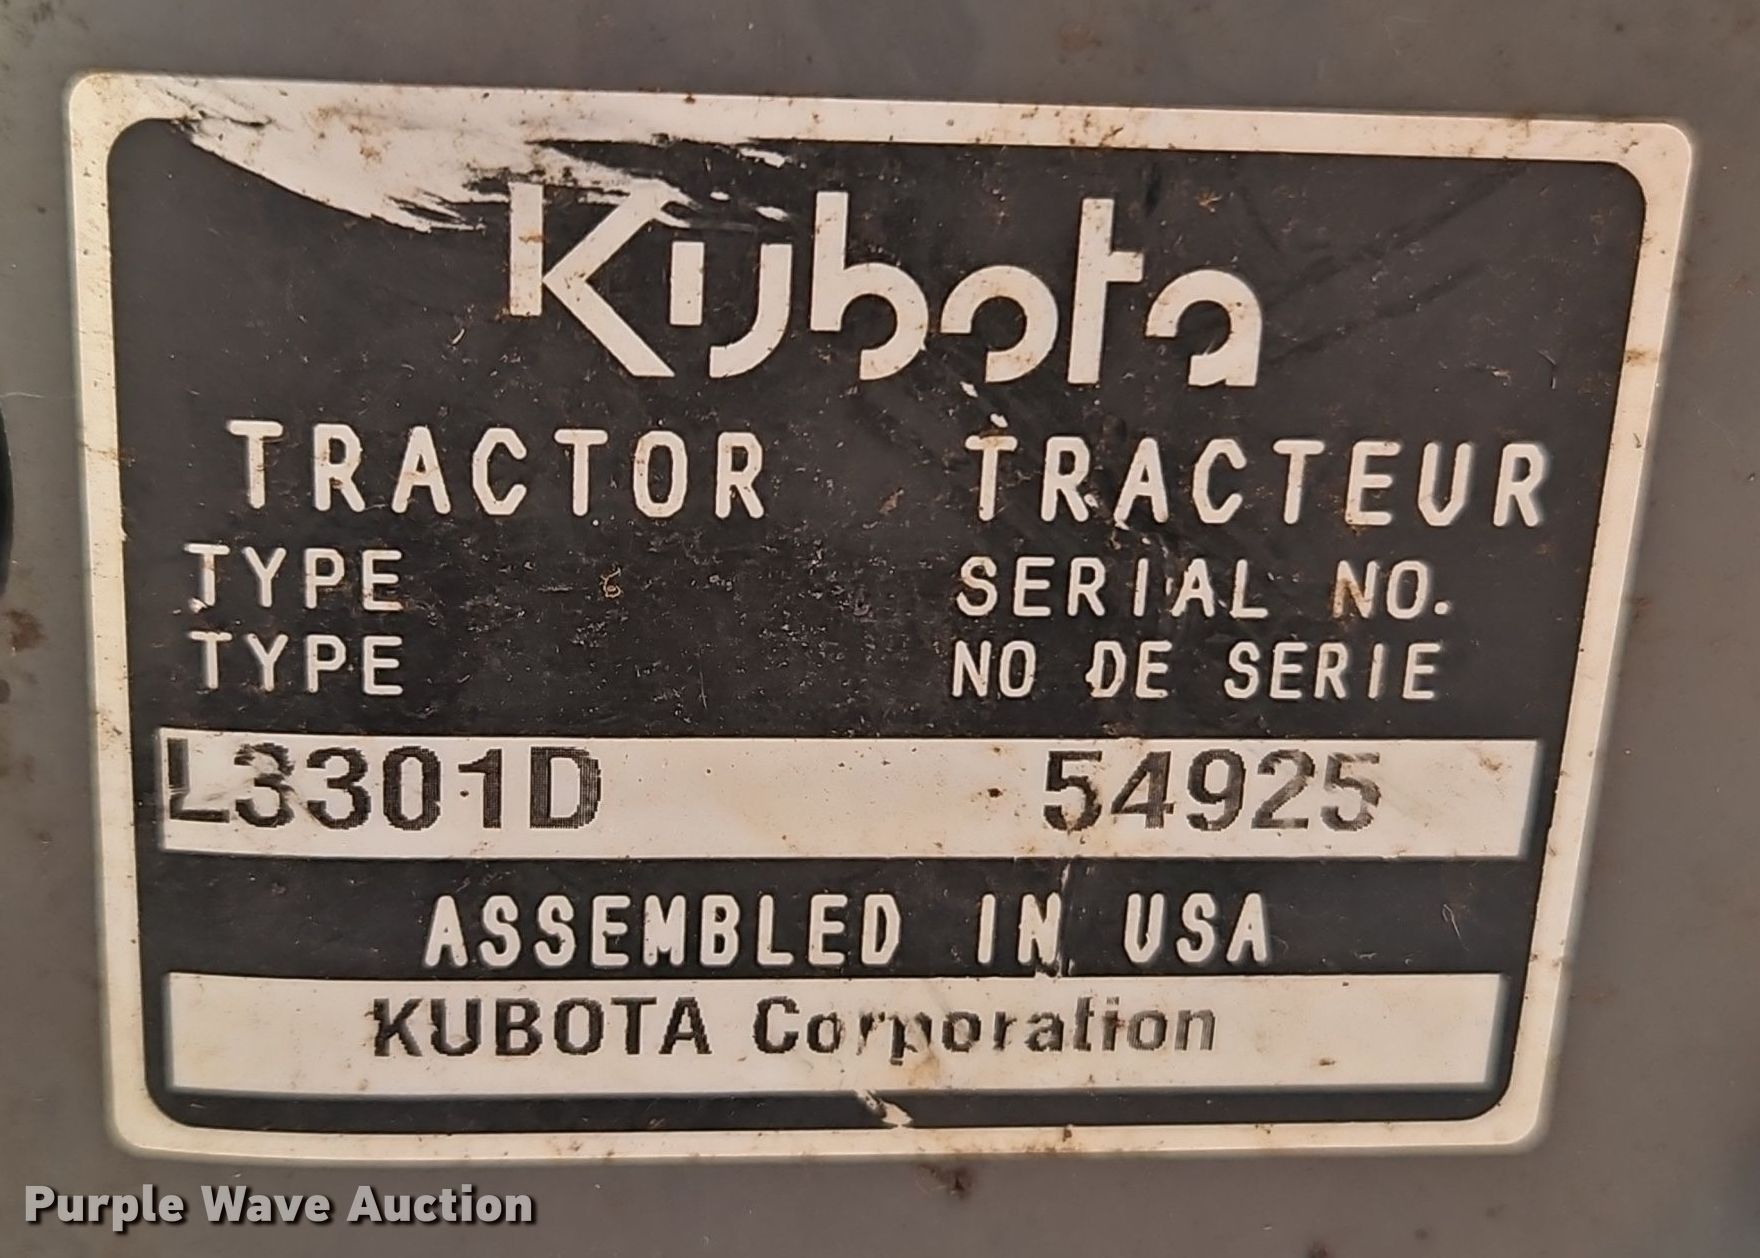 Kubota
TRACTOR TRACTEUR
TYPE SERIAL NO.
TYPE NO DE SERIE
L3301D 54925
ASSEMBLED IN USA
KUBOTA Corporation
Purple Wave Auction